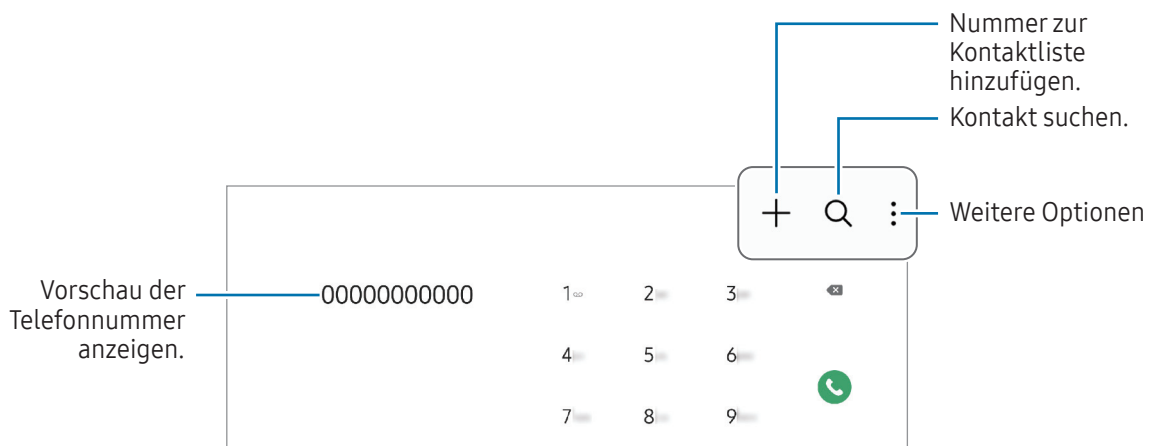 Nummer zur
Kontaktliste
hinzufügen.
Kontakt suchen.
Weitere Optionen
Vorschau der
Telefonnummer
anzeigen.
00000000000
1 2 3
4 5 6
7 8 9